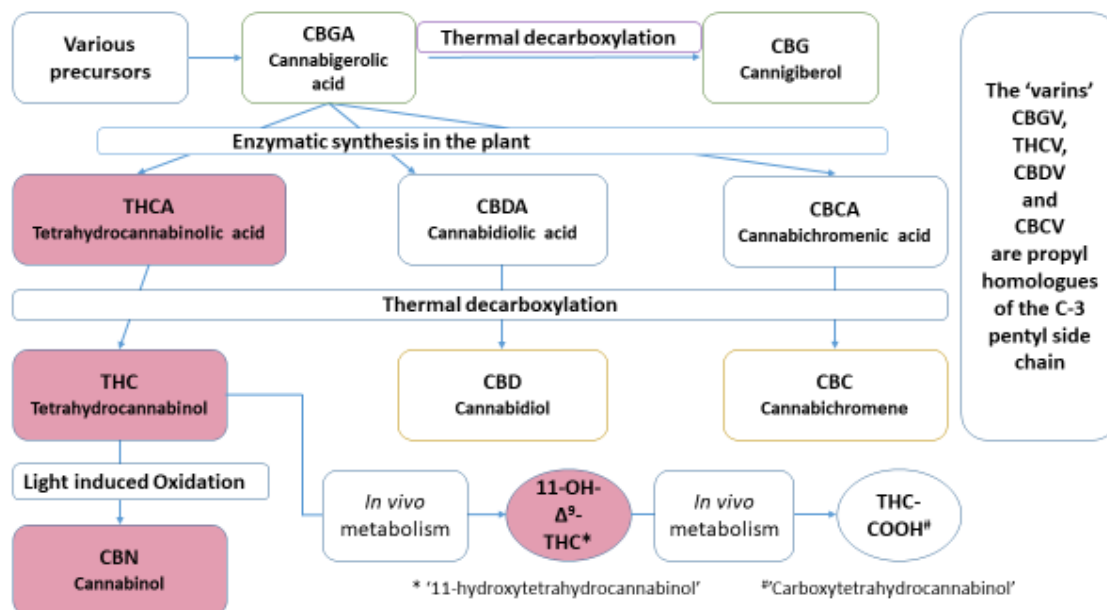 Various
precursors
CBGA
Cannabigerolic
acid
Thermal decarboxylation
CBG
Cannigiberol
The ‘varins’
CBGV,
THCV,
CBDV
and
CBCV
are propyl
homologues
of the C-3
pentyl side
chain
Enzymatic synthesis in the plant
THCA
Tetrahydrocannabinolic acid
CBDA
Cannabidiolic acid
CBCA
Cannabichromenic acid
Thermal decarboxylation
THC
Tetrahydrocannabinol
CBD
Cannabidiol
CBC
Cannabichromene
Light induced Oxidation
In vivo
metabolism
11-OH-
Δ⁹-
THC*
In vivo
metabolism
THC-
COOH#
CBN
Cannabinol
* ‘11-hydroxytetrahydrocannabinol’
#‘Carboxytetrahydrocannabinol’